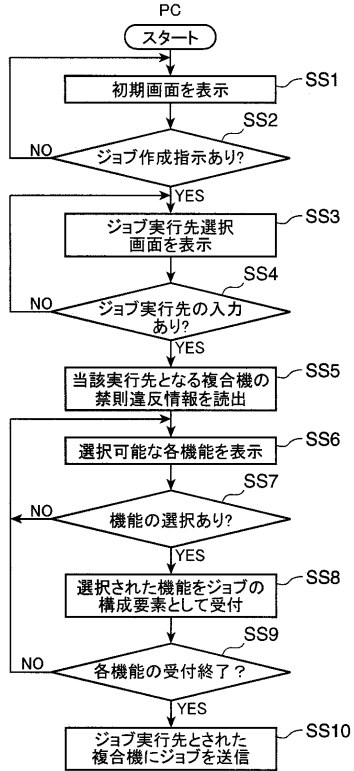 PC
スタート
初期画面を表示
SS1
SS2
ジョブ作成指示あり?
NO
YES
ジョブ実行先選択
画面を表示
SS3
SS4
ジョブ実行先の入力
あり?
NO
YES
当該実行先となる複合機の
禁則違反情報を読出
SS5
選択可能な各機能を表示
SS6
SS7
機能の選択あり?
NO
YES
選択された機能をジョブの
構成要素として受付
SS8
SS9
各機能の受付終了?
NO
YES
ジョブ実行先とされた
複合機にジョブを送信
SS10